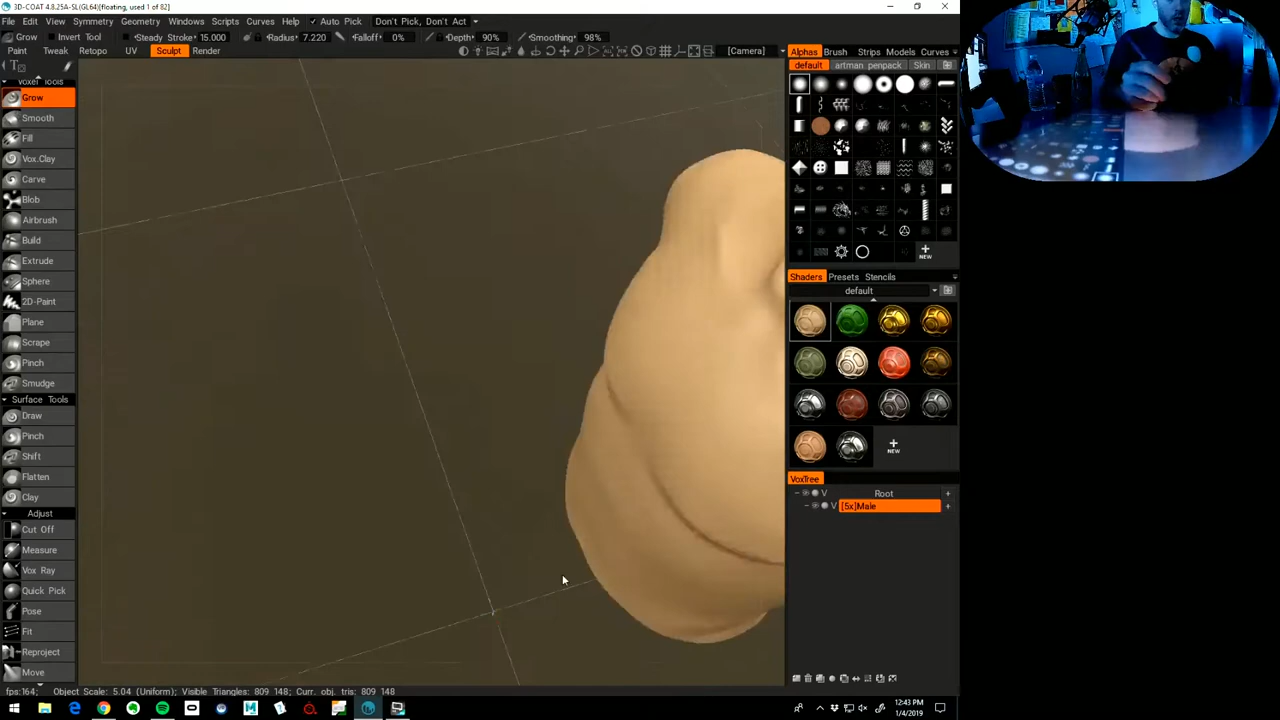 3D-COAT 4.8.25A-SL(GL64)[floating, used 1 of 82]
File Edit View Symmetry Geometry Windows Scripts Curves Help Auto Pick Don't Pick, Don't Act
Grow Invert Tool Steady Stroke 15.000 Radius* 7.220 Falloff* 0% Depth* 90% Smoothing* 98%
Paint Tweak Retopo UV Sculpt Render [Camera]
Voxel Tools
Grow
Smooth
Fill
Vox.Clay
Carve
Blob
Airbrush
Build
Extrude
Sphere
2D-Paint
Plane
Scrape
Pinch
Smudge
Surface Tools
Draw
Pinch
Shift
Flatten
Clay
Adjust
Cut Off
Measure
Vox Ray
Quick Pick
Pose
Fit
Reproject
Move
Alphas Brush Strips Models Curves
default artman penpack Skin
NEW
Shaders Presets Stencils
default
NEW
VoxTree
V Root +
V [5x]Male +
fps:164; Object Scale: 5.04 (Uniform); Visible Triangles: 809 148; Curr. obj. tris: 809 148
12:43 PM
1/4/2019